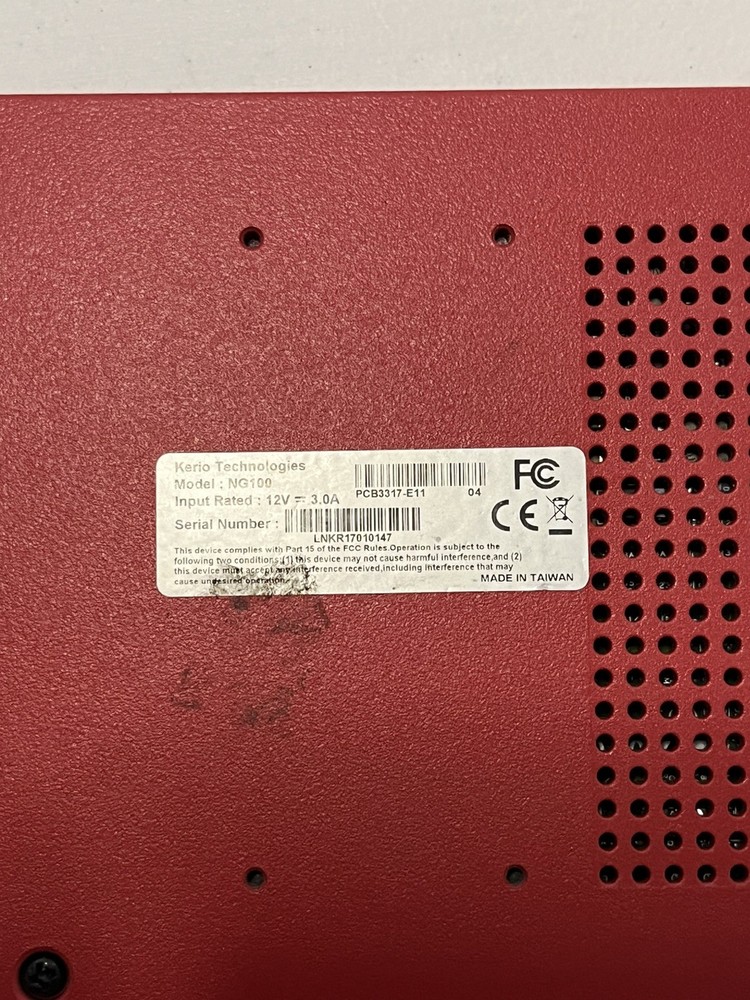 Kerio Technologies
Model : NG100
Input Rated : 12V ⎓ 3.0A
PCB3317-E11 04
FC
CE
Serial Number :
LNKR17010147
This device complies with Part 15 of the FCC Rules.Operation is subject to the
following two conditions:(1) this device may not cause harmful interference,and (2)
this device must accept any interference received,including interference that may
cause undesired operation.
MADE IN TAIWAN